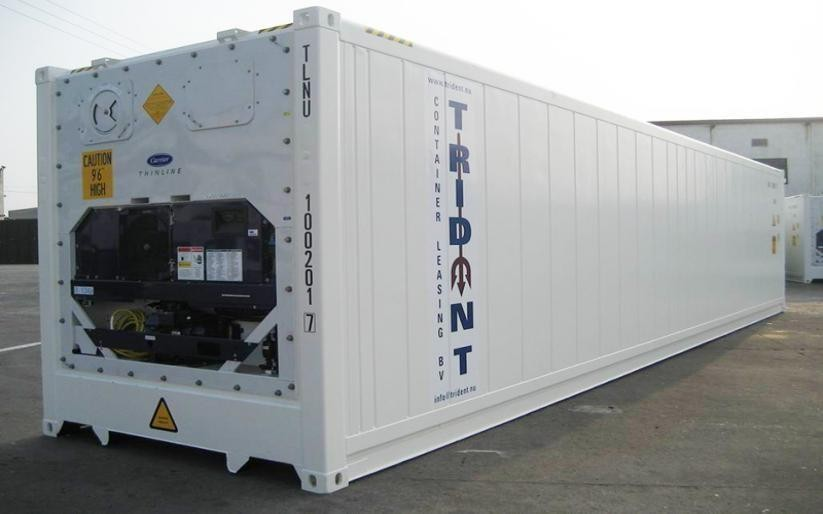 CAUTION
9'6"
HIGH
Carrier
THINLINE
TLNU
100201
7
www.trident.nu
CONTAINER LEASING BV
TRIDENT
info@trident.nu